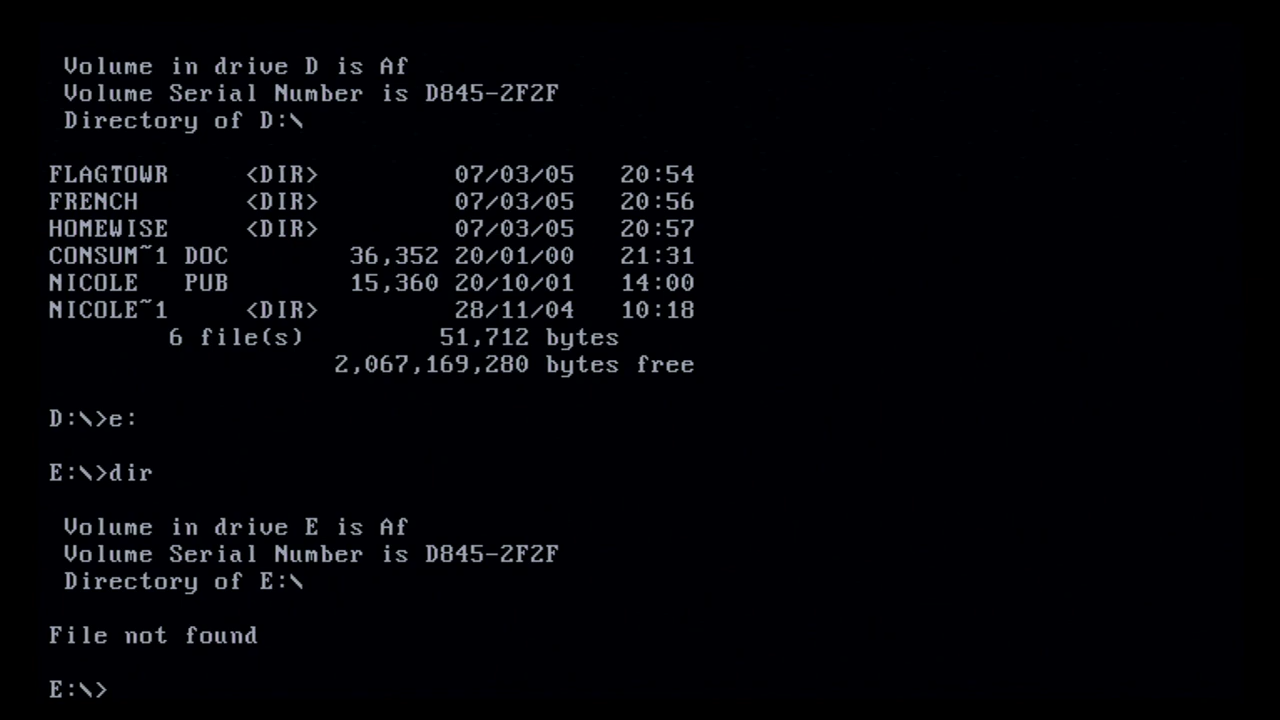 Volume in drive D is Af
Volume Serial Number is D845-2F2F
Directory of D:\
FLAGTOWR <DIR> 07/03/05 20:54
FRENCH <DIR> 07/03/05 20:56
HOMEWISE <DIR> 07/03/05 20:57
CONSUM~1 DOC 36,352 20/01/00 21:31
NICOLE PUB 15,360 20/10/01 14:00
NICOLE~1 <DIR> 28/11/04 10:18
6 file(s) 51,712 bytes
2,067,169,280 bytes free
D:\>e:
E:\>dir
Volume in drive E is Af
Volume Serial Number is D845-2F2F
Directory of E:\
File not found
E:\>